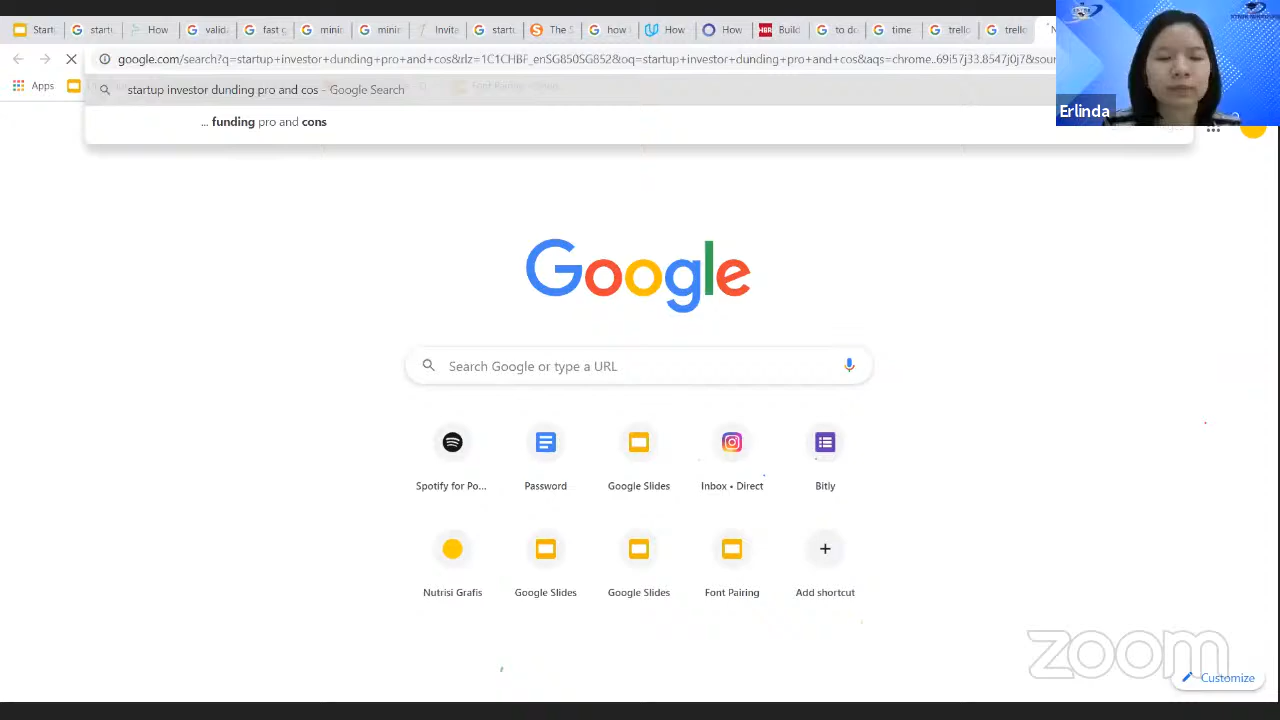 Start
startu
How
valid
fast g
mini
minie
Invite
startu
The S
how
How
How
Build
to do
time
trello
trello
google.com/search?q=startup+investor+dunding+pro+and+cos&rlz=1C1CHBF_enSG850SG852&oq=startup+investor+dunding+pro+and+cos&aqs=chrome..69i57j33.8547j0j7&sour
Apps
startup investor dunding pro and cos - Google Search
... funding pro and cons
Erlinda
Google
Search Google or type a URL
Spotify for Po...
Password
Google Slides
Inbox • Direct
Bitly
Nutrisi Grafis
Google Slides
Google Slides
Font Pairing
Add shortcut
zoom
Customize